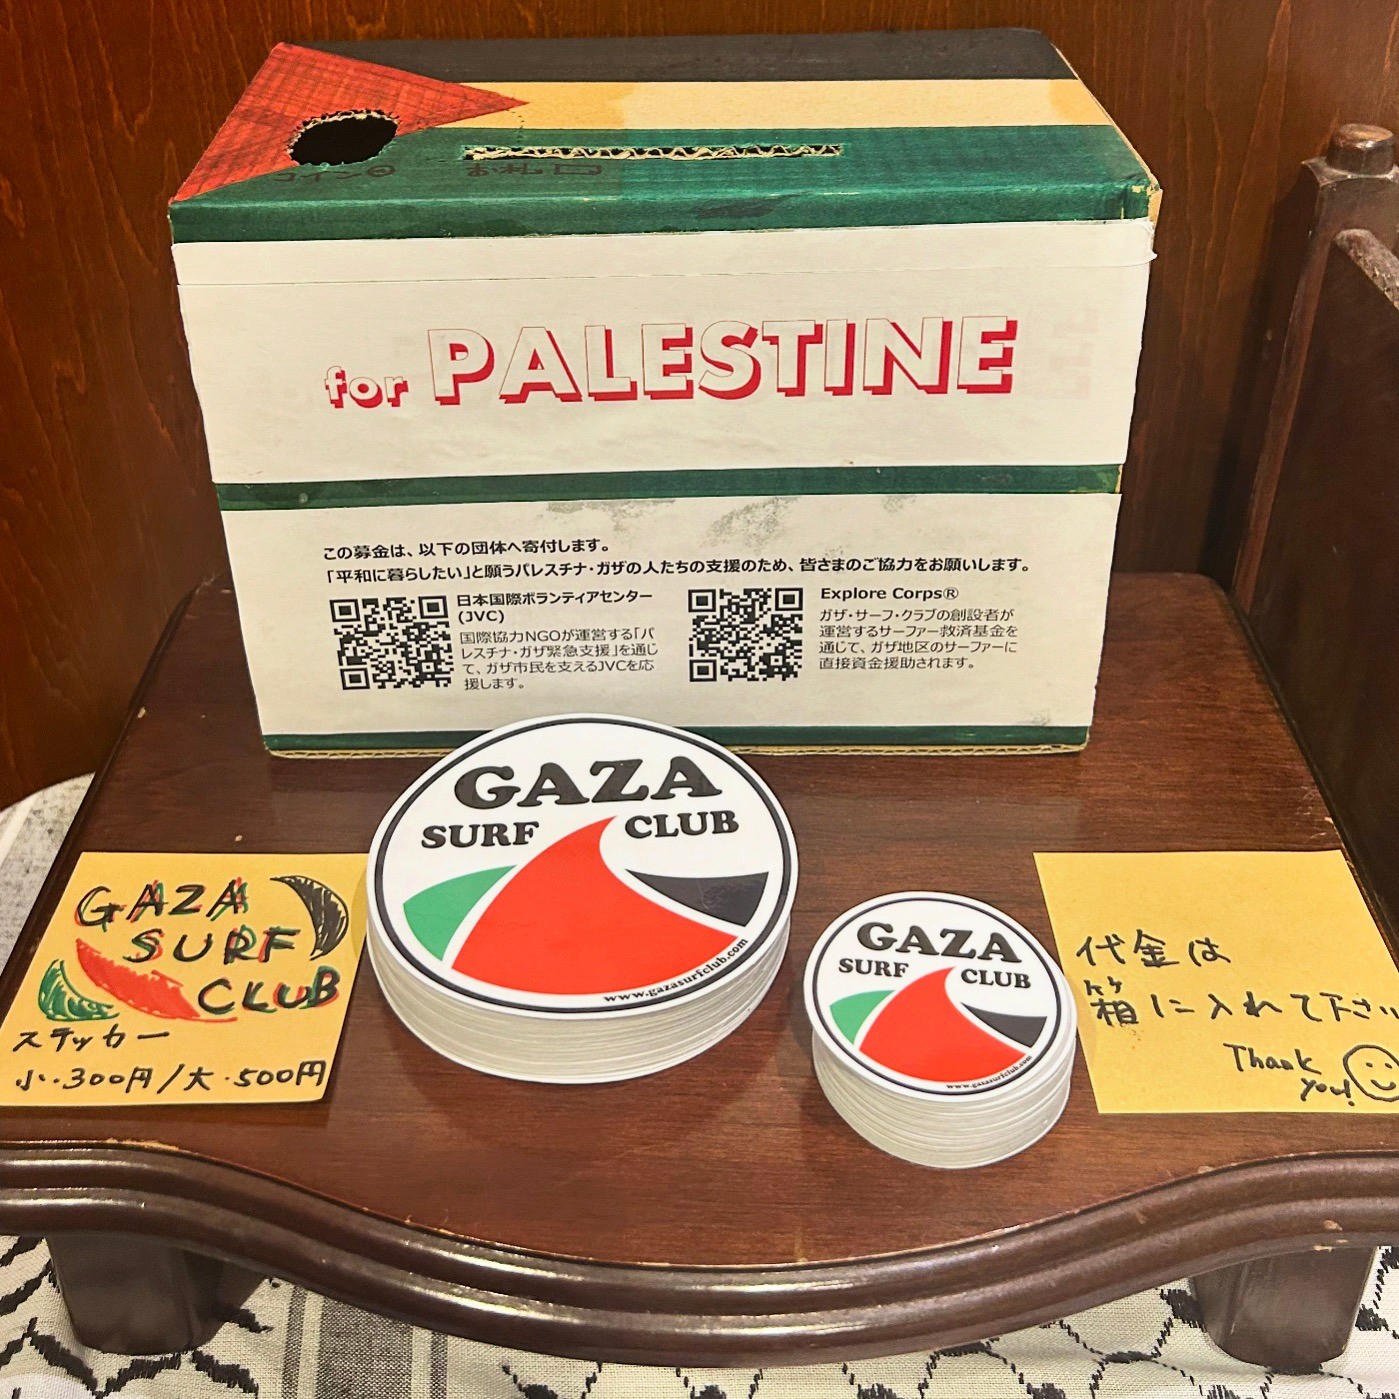 コイン口
お札口
for PALESTINE
この募金は、以下の団体へ寄付します。
「平和に暮らしたい」と願うパレスチナ・ガザの人たちの支援のため、皆さまのご協力をお願いします。
日本国際ボランティアセンター
(JVC)
国際協力NGOが運営する「パ
レスチナ・ガザ緊急支援」を通じ
て、ガザ市民を支えるJVCを応
援します。
Explore Corps®
ガザ・サーフ・クラブの創設者が
運営するサーファー救済基金を
通じて、ガザ地区のサーファーに
直接資金援助されます。
GAZA
SURF CLUB
www.gazasurfclub.com
GAZA
SURF CLUB
www.gazasurfclub.com
GAZA
SURF
CLUB
ステッカー
小・300円/大・500円
代金は
箱に入れて下さい
Thank
you!